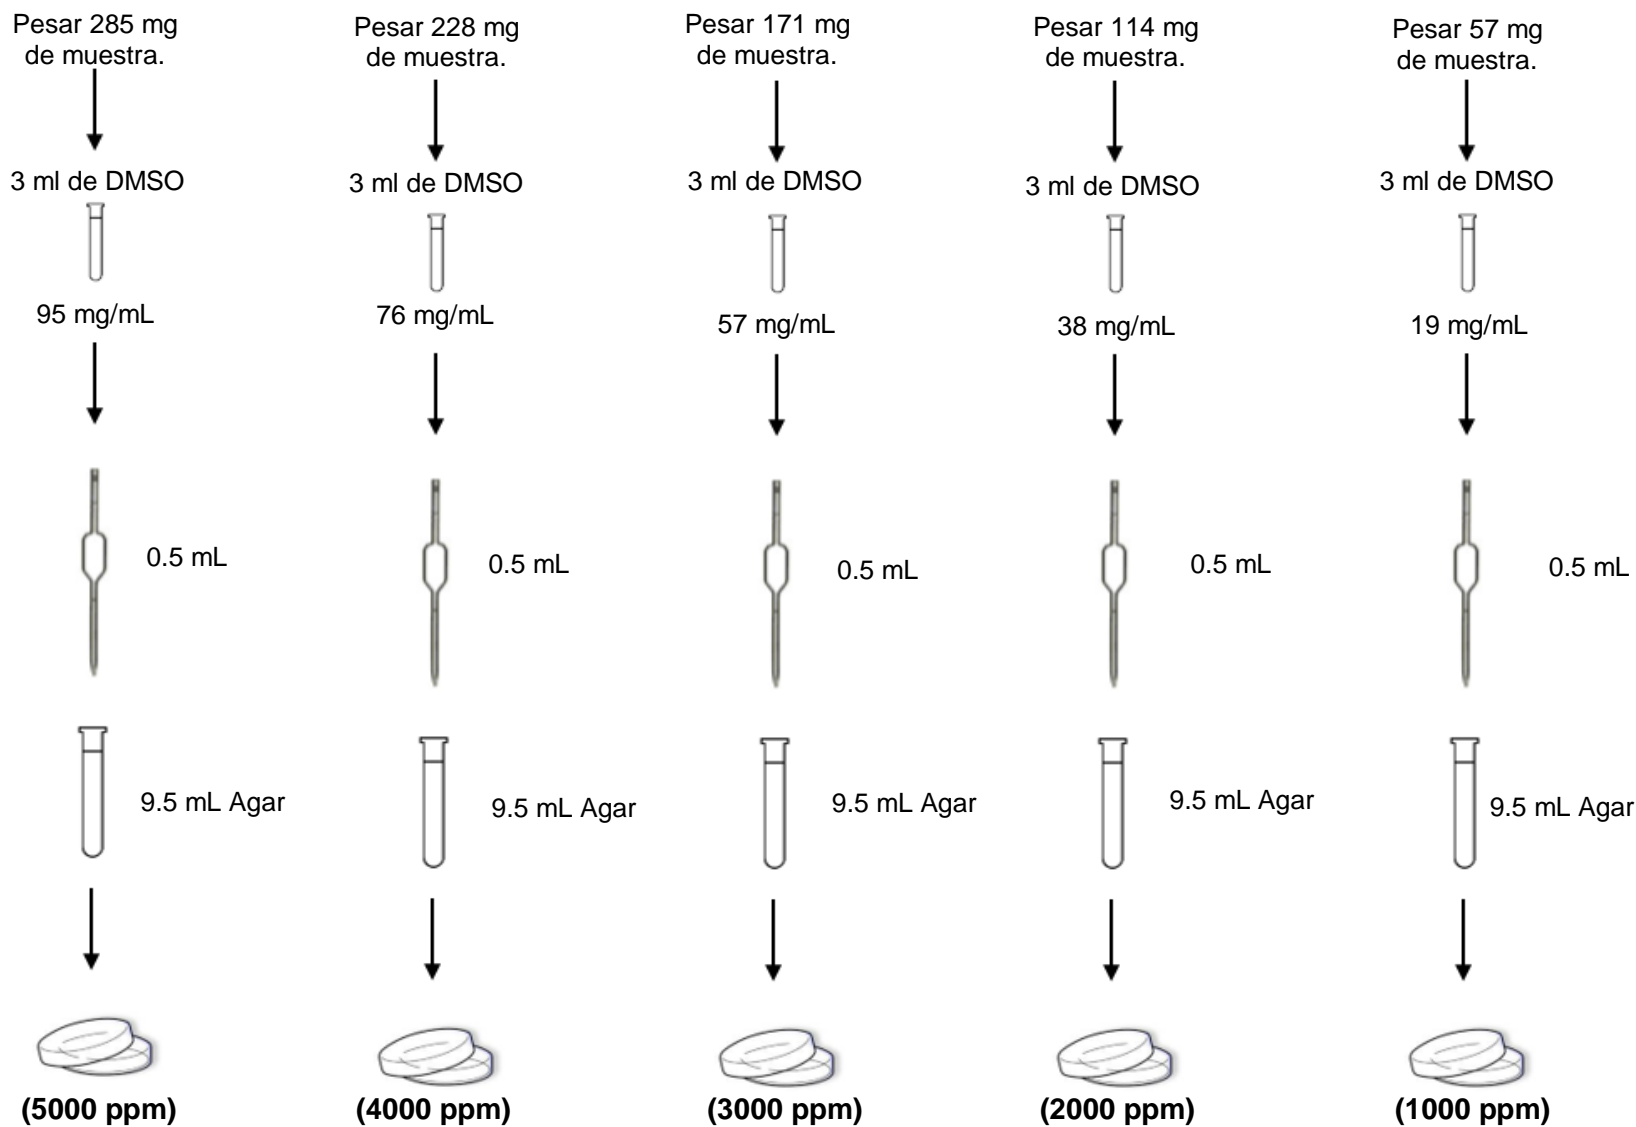 Pesar 285 mg
de muestra.
Pesar 228 mg
de muestra.
Pesar 171 mg
de muestra.
Pesar 114 mg
de muestra.
Pesar 57 mg
de muestra.
3 ml de DMSO
3 ml de DMSO
3 ml de DMSO
3 ml de DMSO
3 ml de DMSO
95 mg/mL
76 mg/mL
57 mg/mL
38 mg/mL
19 mg/mL
0.5 mL
0.5 mL
0.5 mL
0.5 mL
0.5 mL
9.5 mL Agar
9.5 mL Agar
9.5 mL Agar
9.5 mL Agar
9.5 mL Agar
(5000 ppm)
(4000 ppm)
(3000 ppm)
(2000 ppm)
(1000 ppm)